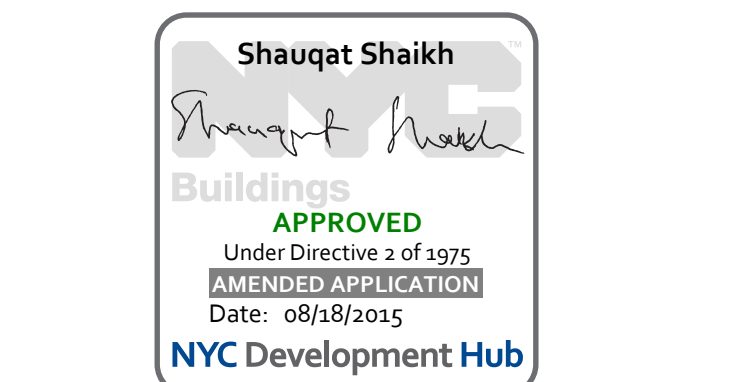 Shauqat Shaikh
NYC™
Shauqat Shaikh
Buildings
APPROVED
Under Directive 2 of 1975
AMENDED APPLICATION
Date: 08/18/2015
NYC Development Hub